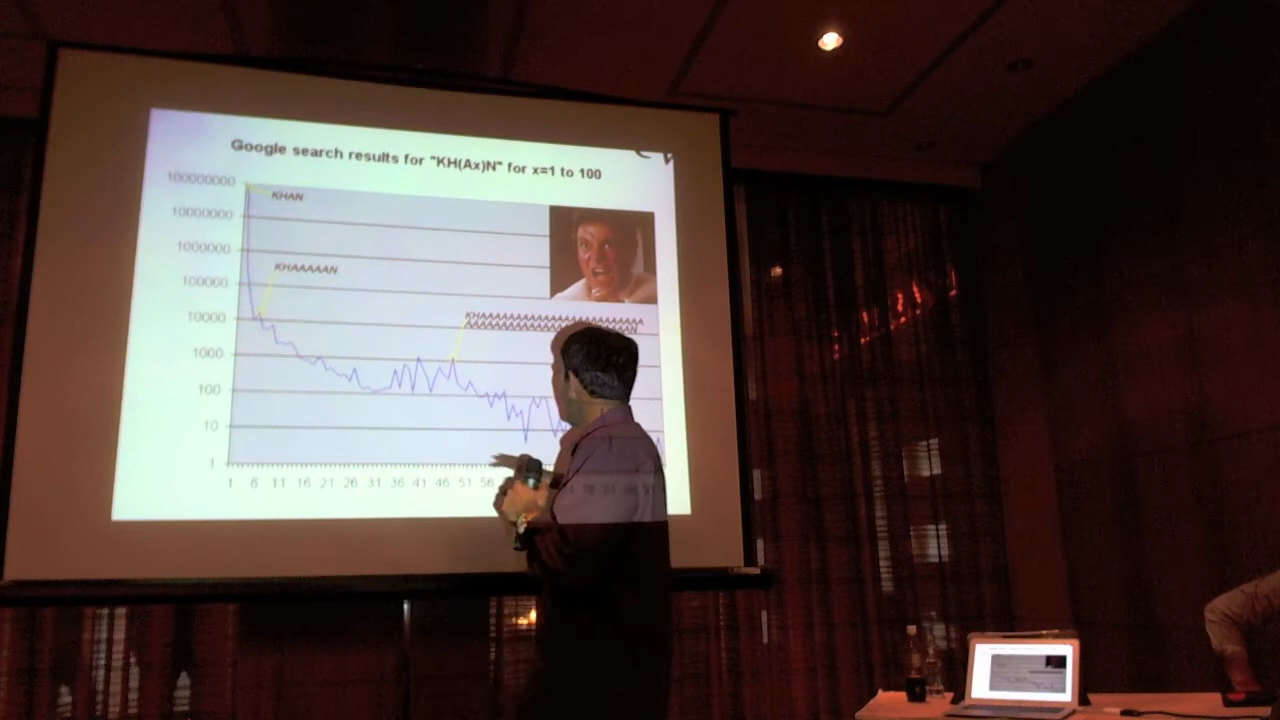 Google search results for "KH(Ax)N" for x=1 to 100
100000000
KHAN
10000000
1000000
KHAAAAAN
100000
10000
1000
100
10
1
1 6 11 16 21 26 31 36 41 46 51 56